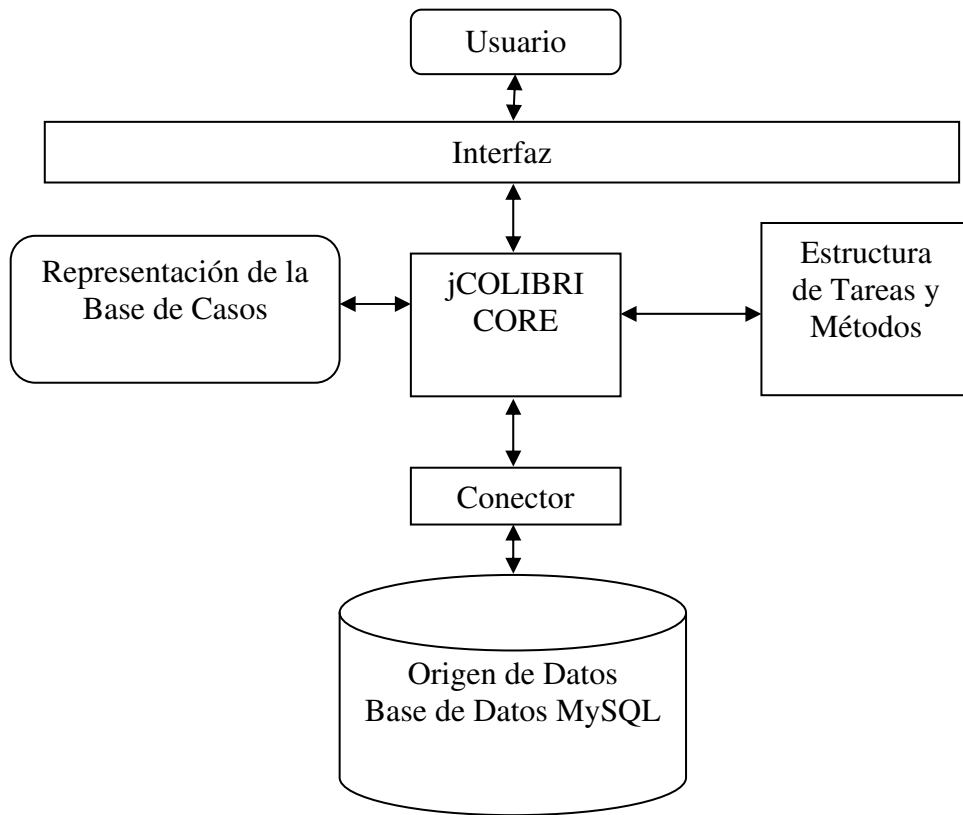 Usuario
Interfaz
Representación de la
Base de Casos
jCOLIBRI
CORE
Estructura
de Tareas y
Métodos
Conector
Origen de Datos
Base de Datos MySQL